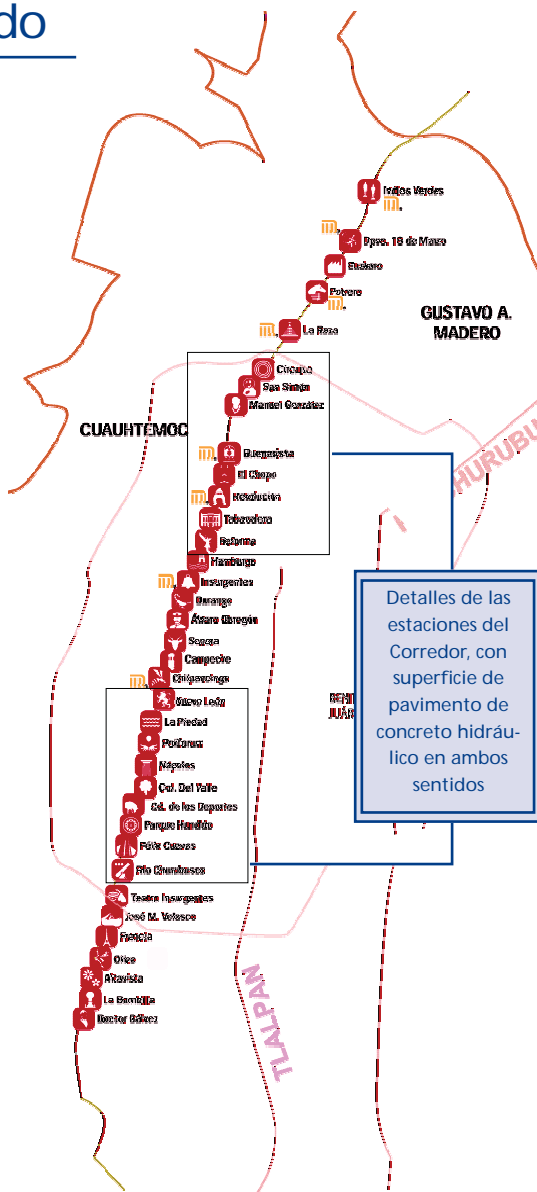 do
Indios Verdes
Dpvo. 18 de Marzo
Euzkaro
Potrero
GUSTAVO A.
MADERO
La Raza
Circuito
San Simón
Manuel González
CUAUHTEMOC
HURUBU
Buenavista
El Chopo
Revolución
Tabacalera
Reforma
Hamburgo
Insurgentes
Durango
Álvaro Obregón
Sonora
Campeche
Chilpancingo
Detalles de las
estaciones del
Corredor, con
superficie de
pavimento de
concreto hidráu-
lico en ambos
sentidos
Nuevo León
La Piedad
Poliforum
Nápoles
Col. Del Valle
Cd. de los Deportes
Parque Hundido
Félix Cuevas
Río Churubusco
Teatro Insurgentes
José M. Velasco
Francia
Olivo
Altavista
La Bombilla
Doctor Gálvez
TLALPAN